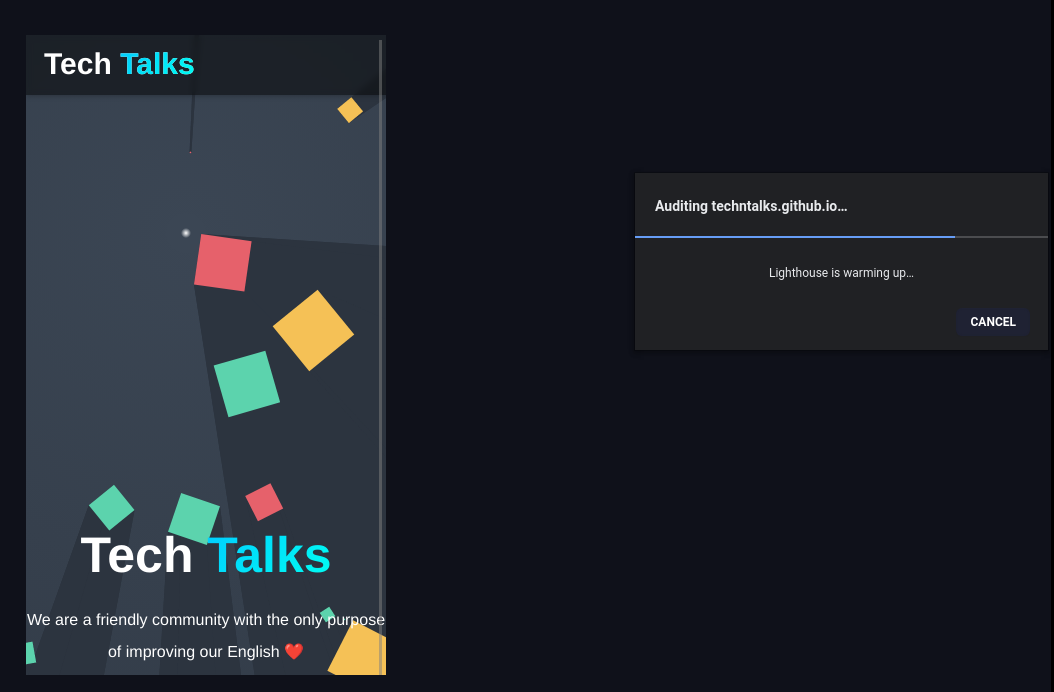 Tech Talks
Auditing techntalks.github.io...
Lighthouse is warming up...
CANCEL
Tech Talks
We are a friendly community with the only purpose
of improving our English ❤️